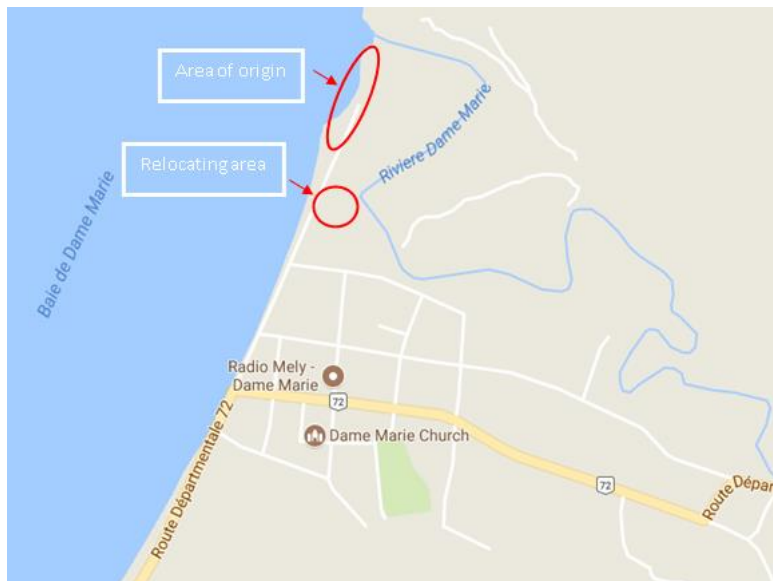 Area of origin
Relocating area
Riviere Dame Marie
Baie de Dame Marie
Radio Mely -
Dame Marie
72
Dame Marie Church
72
Route Départementale 72
Route Dépar